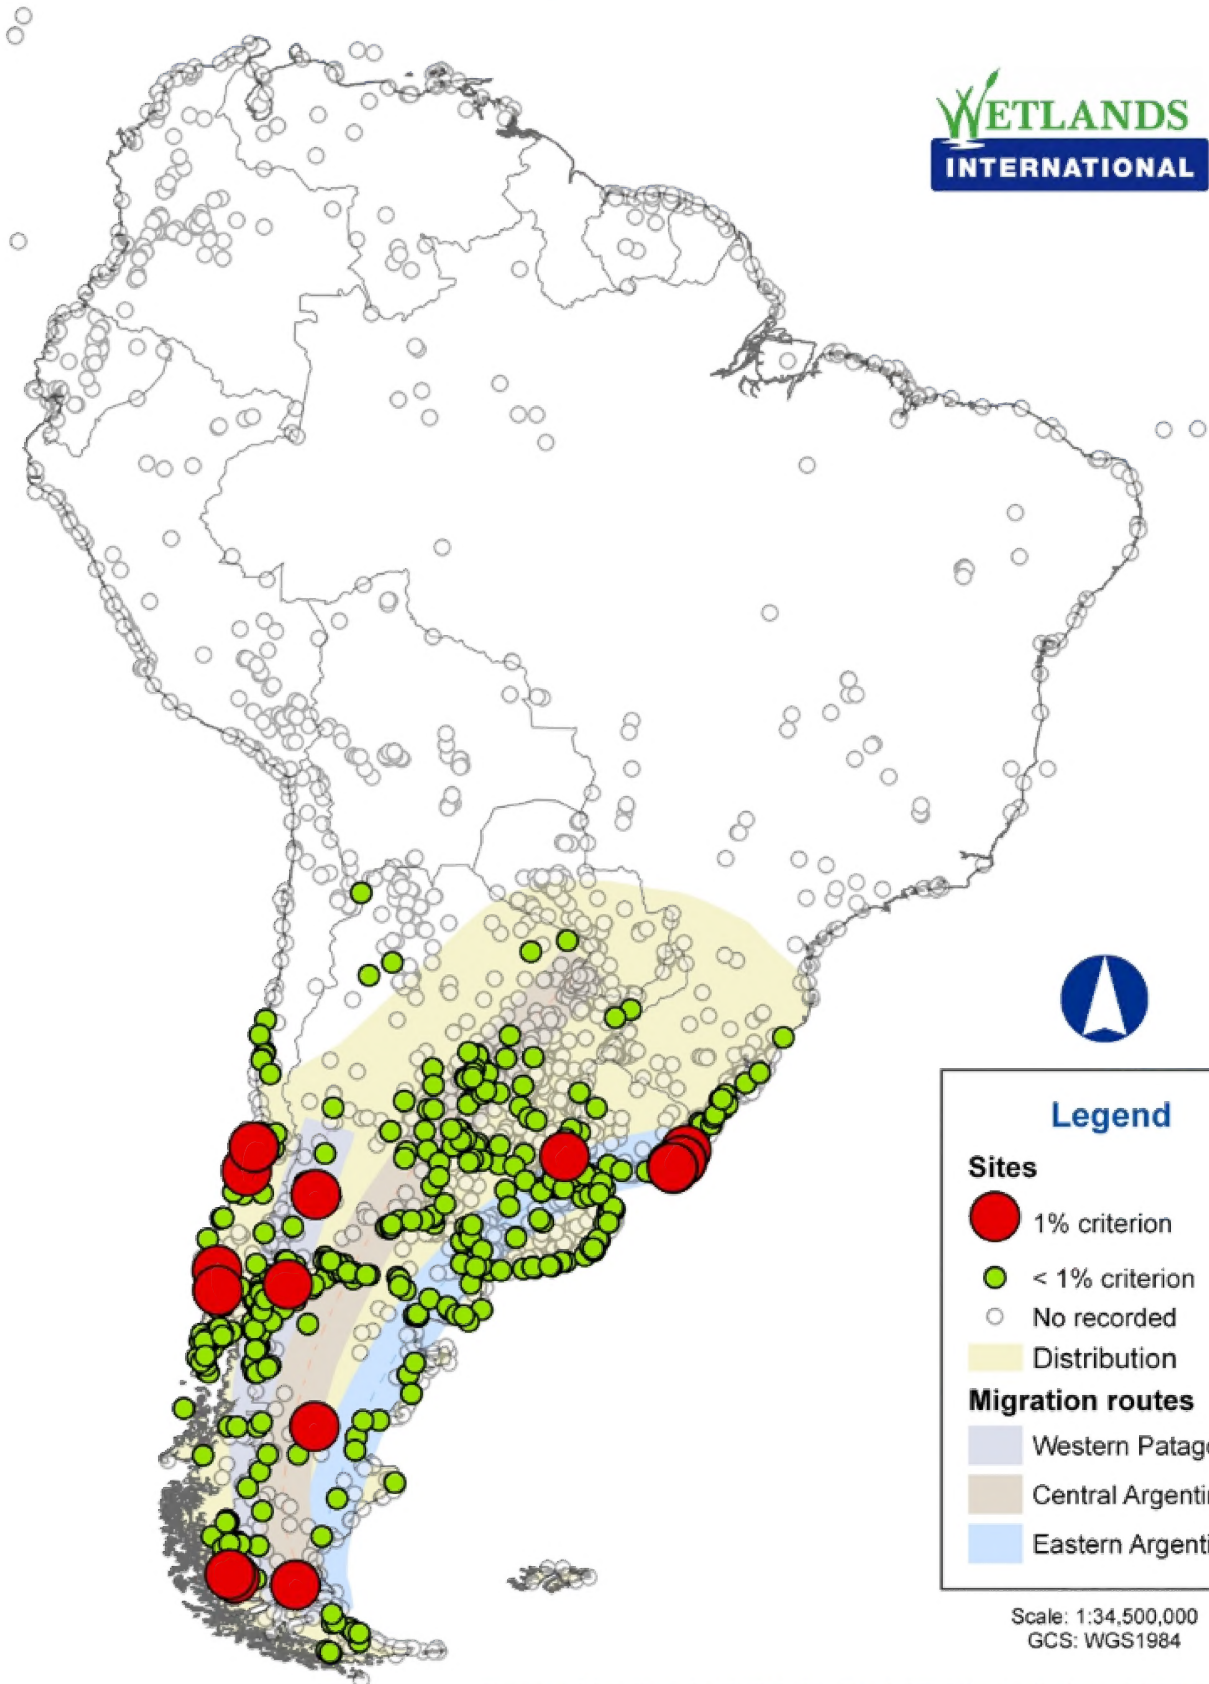 WETLANDS
INTERNATIONAL
Legend
Sites
1% criterion
< 1% criterion
No recorded
Distribution
Migration routes
Western Patag
Central Argenti
Eastern Argenti
Scale: 1:34,500,000
GCS: WGS1984